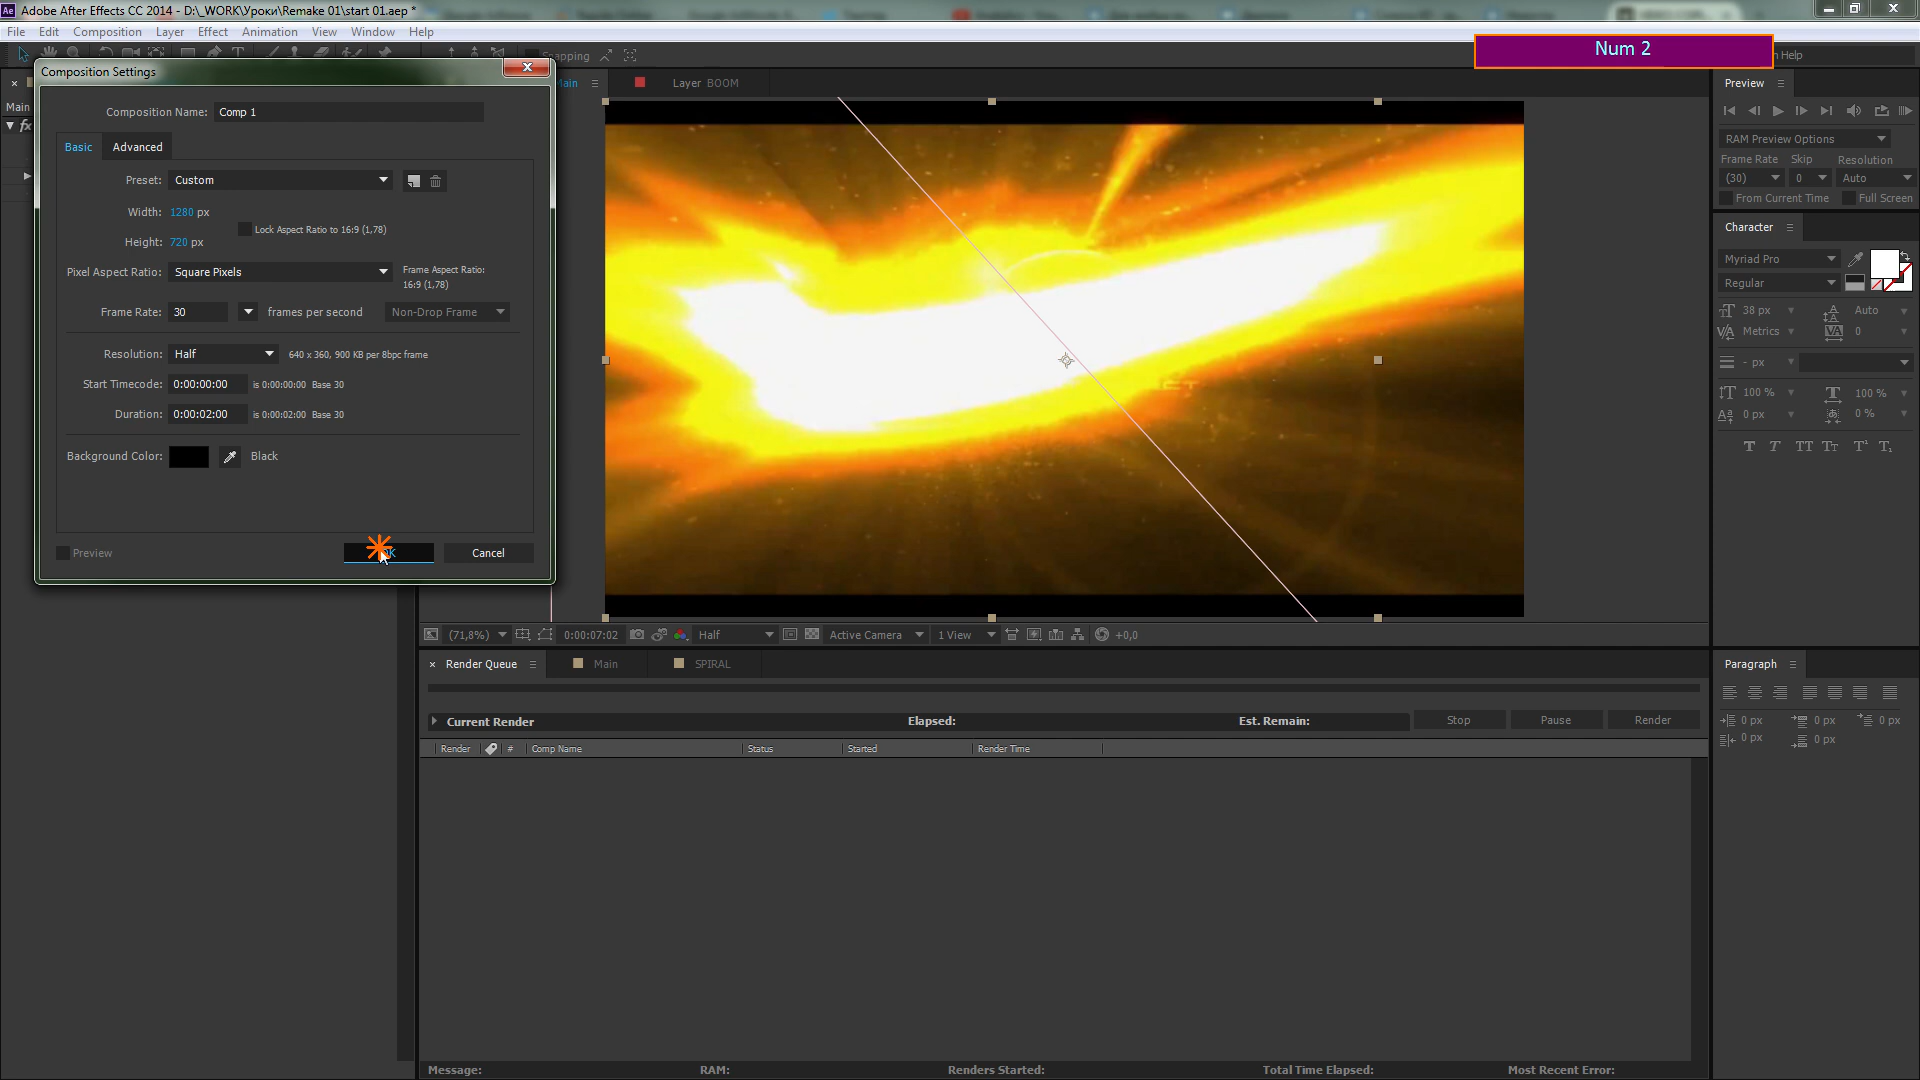 Adobe After Effects CC 2014 - D:\_WORK\Уроки\Remake 01\start 01.aep *
File Edit Composition Layer Effect Animation View Window Help
Snapping
Num 2
Help
Composition Settings
Main
Layer BOOM
Preview
Main
fx
Composition Name: Comp 1
Basic Advanced
Preset: Custom
Width: 1280 px
Lock Aspect Ratio to 16:9 (1,78)
Height: 720 px
Pixel Aspect Ratio: Square Pixels
Frame Aspect Ratio:
16:9 (1,78)
Frame Rate: 30 frames per second Non-Drop Frame
Resolution: Half 640 x 360, 900 KB per 8bpc frame
Start Timecode: 0:00:00:00 is 0:00:00:00 Base 30
Duration: 0:00:02:00 is 0:00:02:00 Base 30
Background Color: Black
Preview OK Cancel
RAM Preview Options
Frame Rate Skip Resolution
(30) 0 Auto
From Current Time Full Screen
Character
Myriad Pro
Regular
38 px Auto
Metrics 0
- px
100 % 100 %
0 px 0 %
T T TT Tt T¹ T₁
(71,8%) 0:00:07:02 Half Active Camera 1 View +0,0
Render Queue Main SPIRAL
Current Render Elapsed: Est. Remain: Stop Pause Render
Render # Comp Name Status Started Render Time
Paragraph
0 px 0 px 0 px
0 px 0 px
Message: RAM: Renders Started: Total Time Elapsed: Most Recent Error: